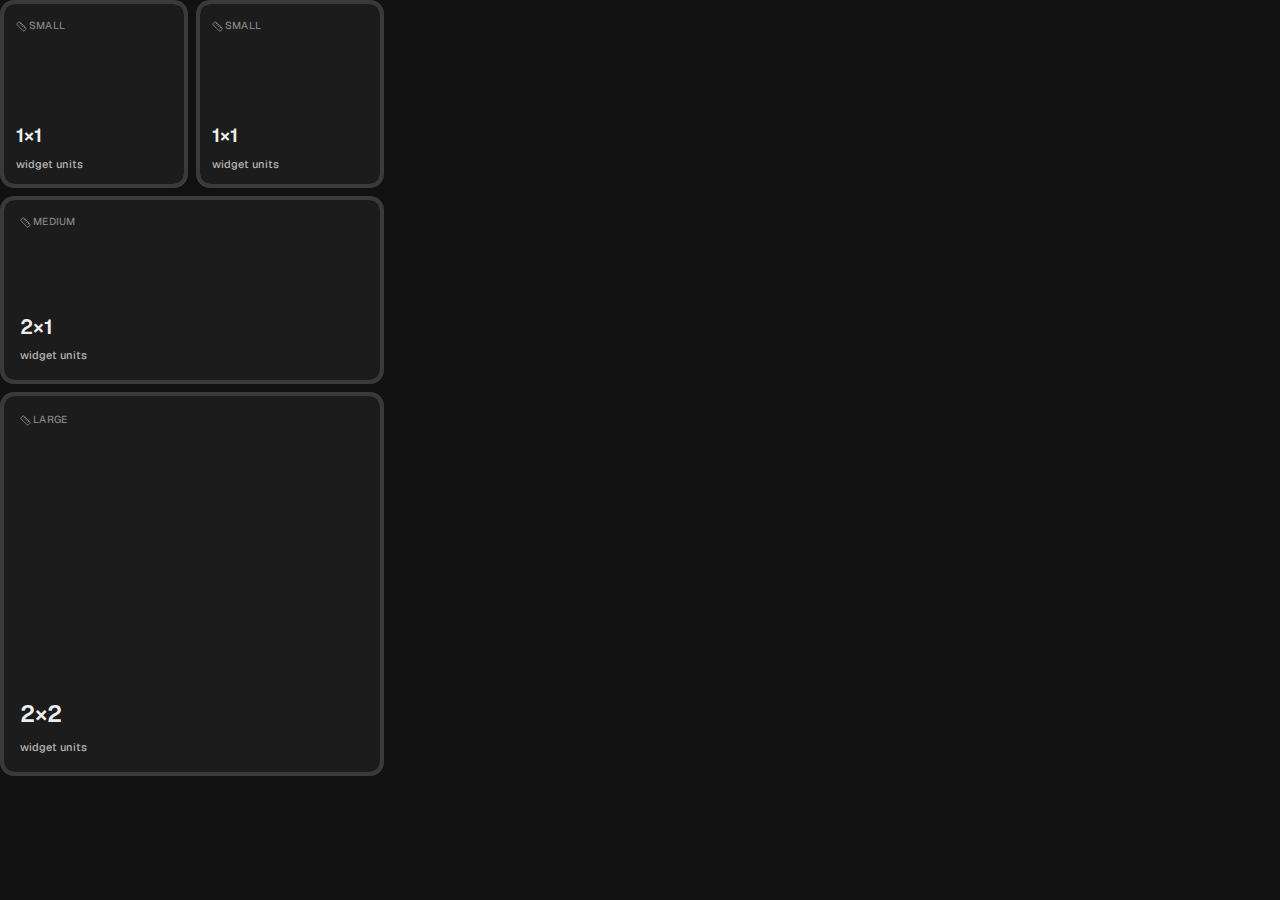 SMALL
1×1
widget units
SMALL
1×1
widget units
MEDIUM
2×1
widget units
LARGE
2×2
widget units